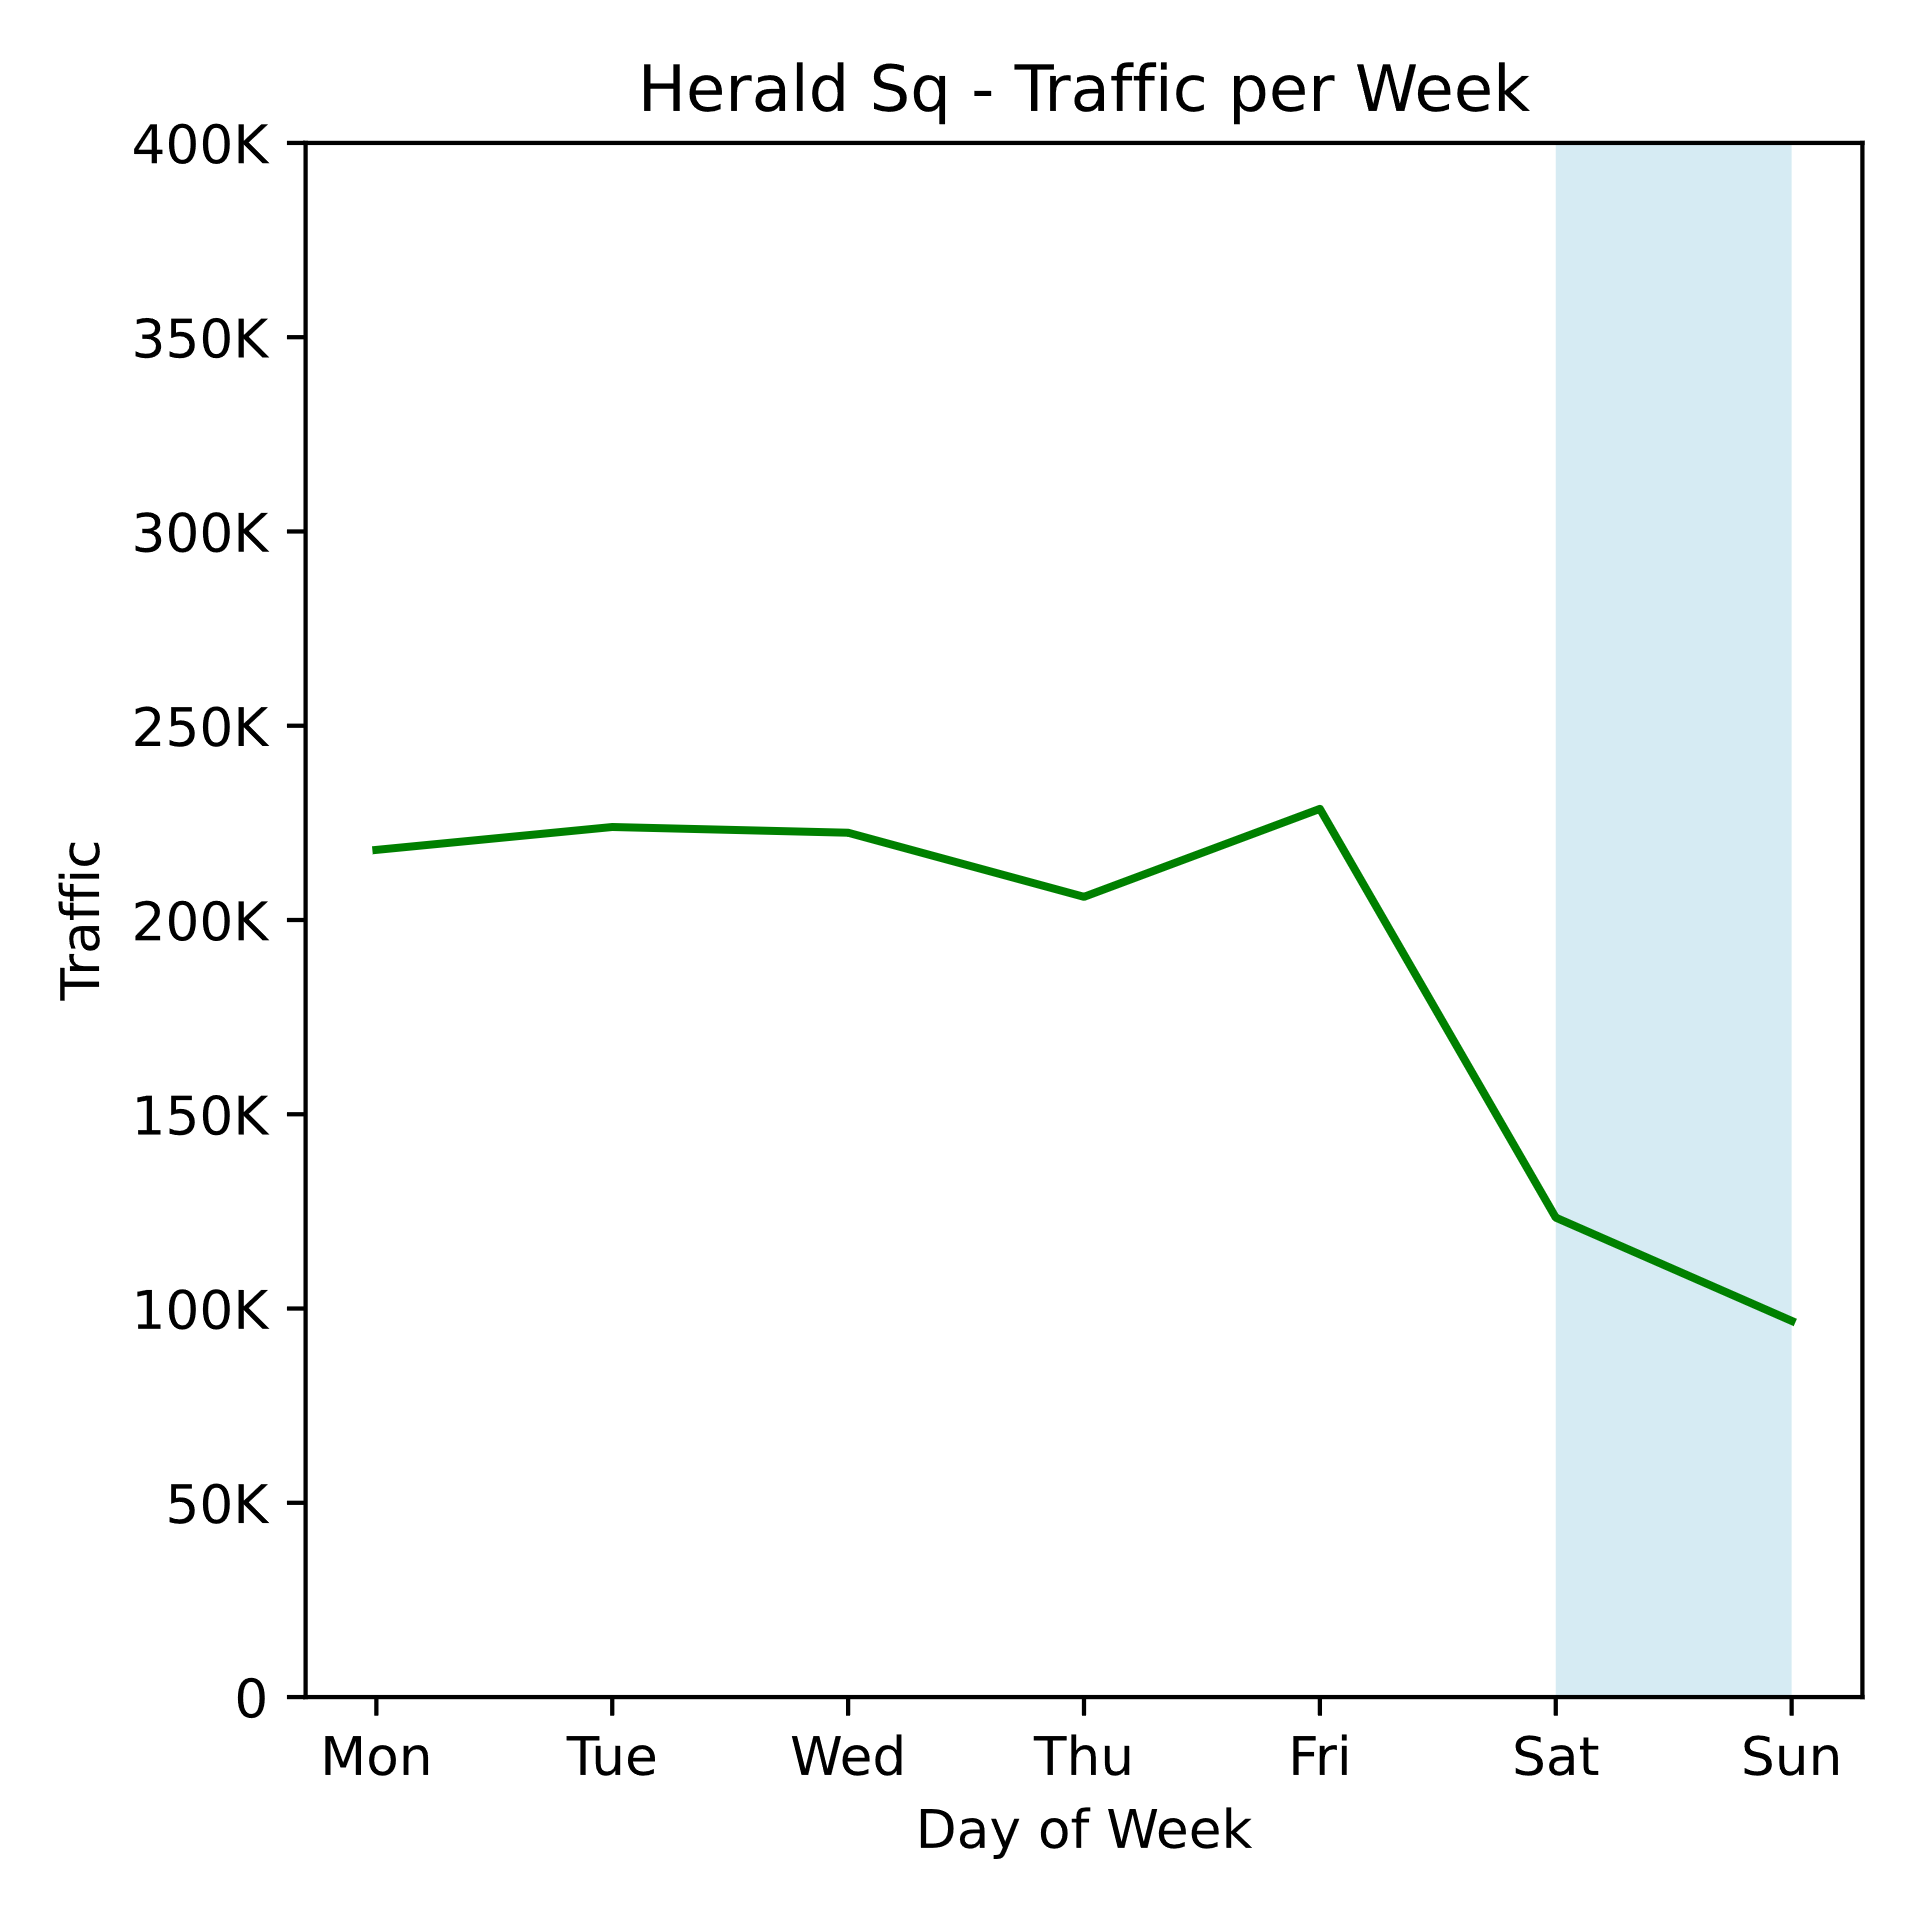 Herald Sq - Traffic per Week
400K
350K
300K
250K
200K
150K
100K
50K
0
Traffic
Mon Tue Wed Thu Fri Sat Sun
Day of Week